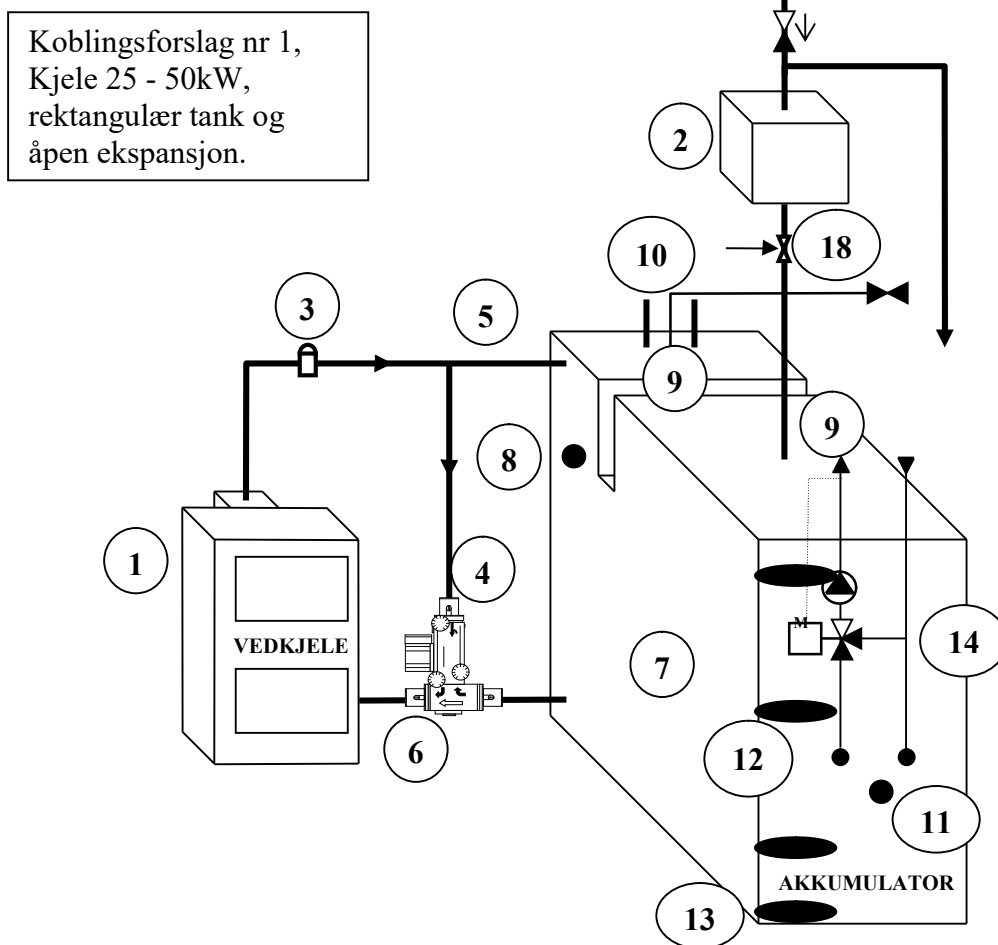 Koblingsforslag nr 1,
Kjele 25 - 50kW,
rektangulær tank og
åpen ekspansjon.
2
18
10
3
5
9
9
8
1
4
VEDKJELE
M
14
7
6
12
11
AKKUMULATOR
13